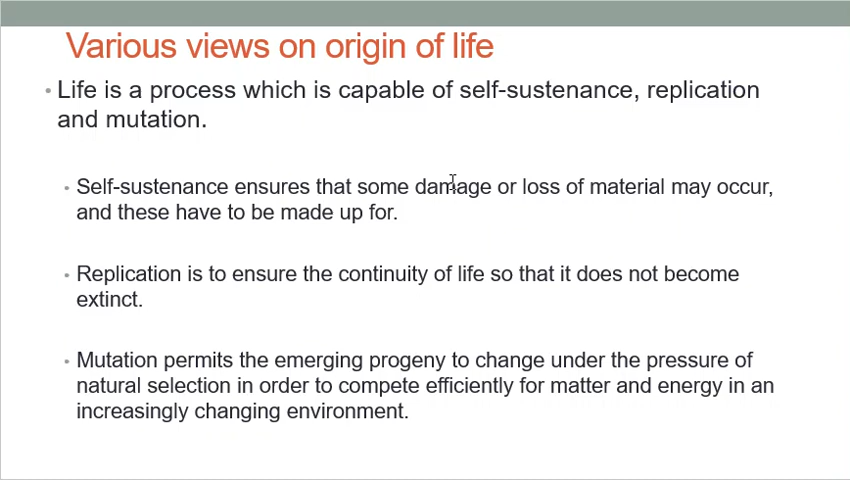 Various views on origin of life
• Life is a process which is capable of self-sustenance, replication
and mutation.
• Self-sustenance ensures that some damage or loss of material may occur,
and these have to be made up for.
• Replication is to ensure the continuity of life so that it does not become
extinct.
• Mutation permits the emerging progeny to change under the pressure of
natural selection in order to compete efficiently for matter and energy in an
increasingly changing environment.